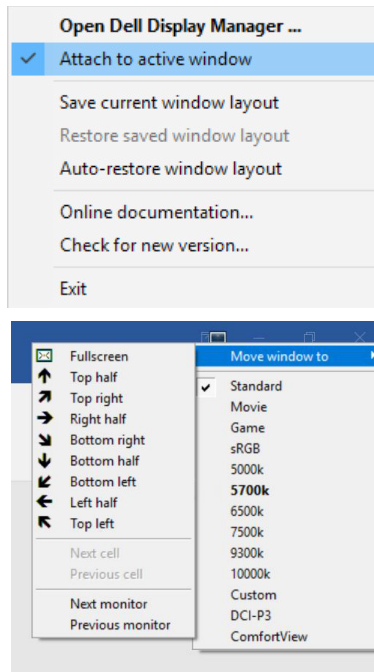 Open Dell Display Manager ...
Attach to active window
Save current window layout
Restore saved window layout
Auto-restore window layout
Online documentation...
Check for new version...
Exit
Move window to
Fullscreen
Top half
Top right
Right half
Bottom right
Bottom half
Bottom left
Left half
Top left
Next cell
Previous cell
Next monitor
Previous monitor
Standard
Movie
Game
sRGB
5000k
5700k
6500k
7500k
9300k
10000k
Custom
DCI-P3
ComfortView